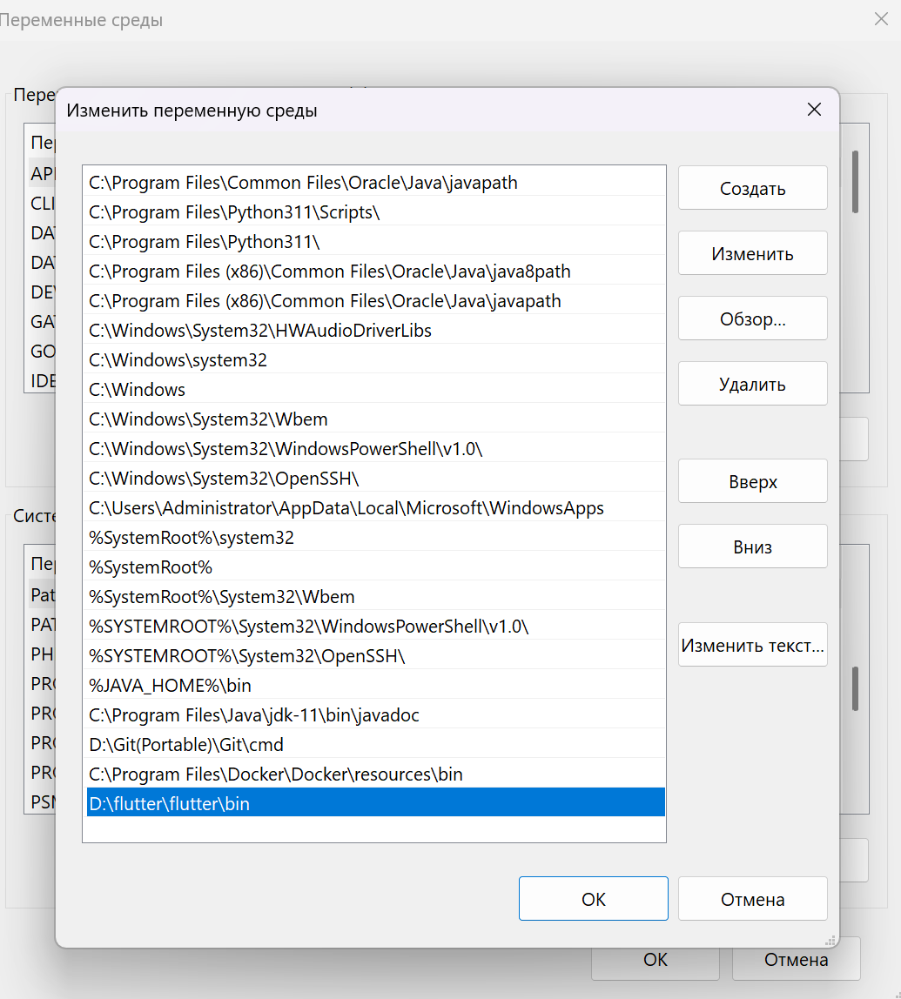 Переменные среды
Изменить переменную среды
C:\Program Files\Common Files\Oracle\Java\javapath
C:\Program Files\Python311\Scripts\
C:\Program Files\Python311\
C:\Program Files (x86)\Common Files\Oracle\Java\java8path
C:\Program Files (x86)\Common Files\Oracle\Java\javapath
C:\Windows\System32\HWAudioDriverLibs
C:\Windows\system32
C:\Windows
C:\Windows\System32\Wbem
C:\Windows\System32\WindowsPowerShell\v1.0\
C:\Windows\System32\OpenSSH\
C:\Users\Administrator\AppData\Local\Microsoft\WindowsApps
%SystemRoot%\system32
%SystemRoot%
%SystemRoot%\System32\Wbem
%SYSTEMROOT%\System32\WindowsPowerShell\v1.0\
%SYSTEMROOT%\System32\OpenSSH\
%JAVA_HOME%\bin
C:\Program Files\Java\jdk-11\bin\javadoc
D:\Git(Portable)\Git\cmd
C:\Program Files\Docker\Docker\resources\bin
D:\flutter\flutter\bin
Создать
Изменить
Обзор...
Удалить
Вверх
Вниз
Изменить текст...
ОК
Отмена
Пере
Пер
API
CLI
DAT
DAT
DEV
GAT
GO
IDE
Систе
Пер
Pat
PAT
PH
PRO
PRO
PRO
PRO
PSM
ОК
Отмена